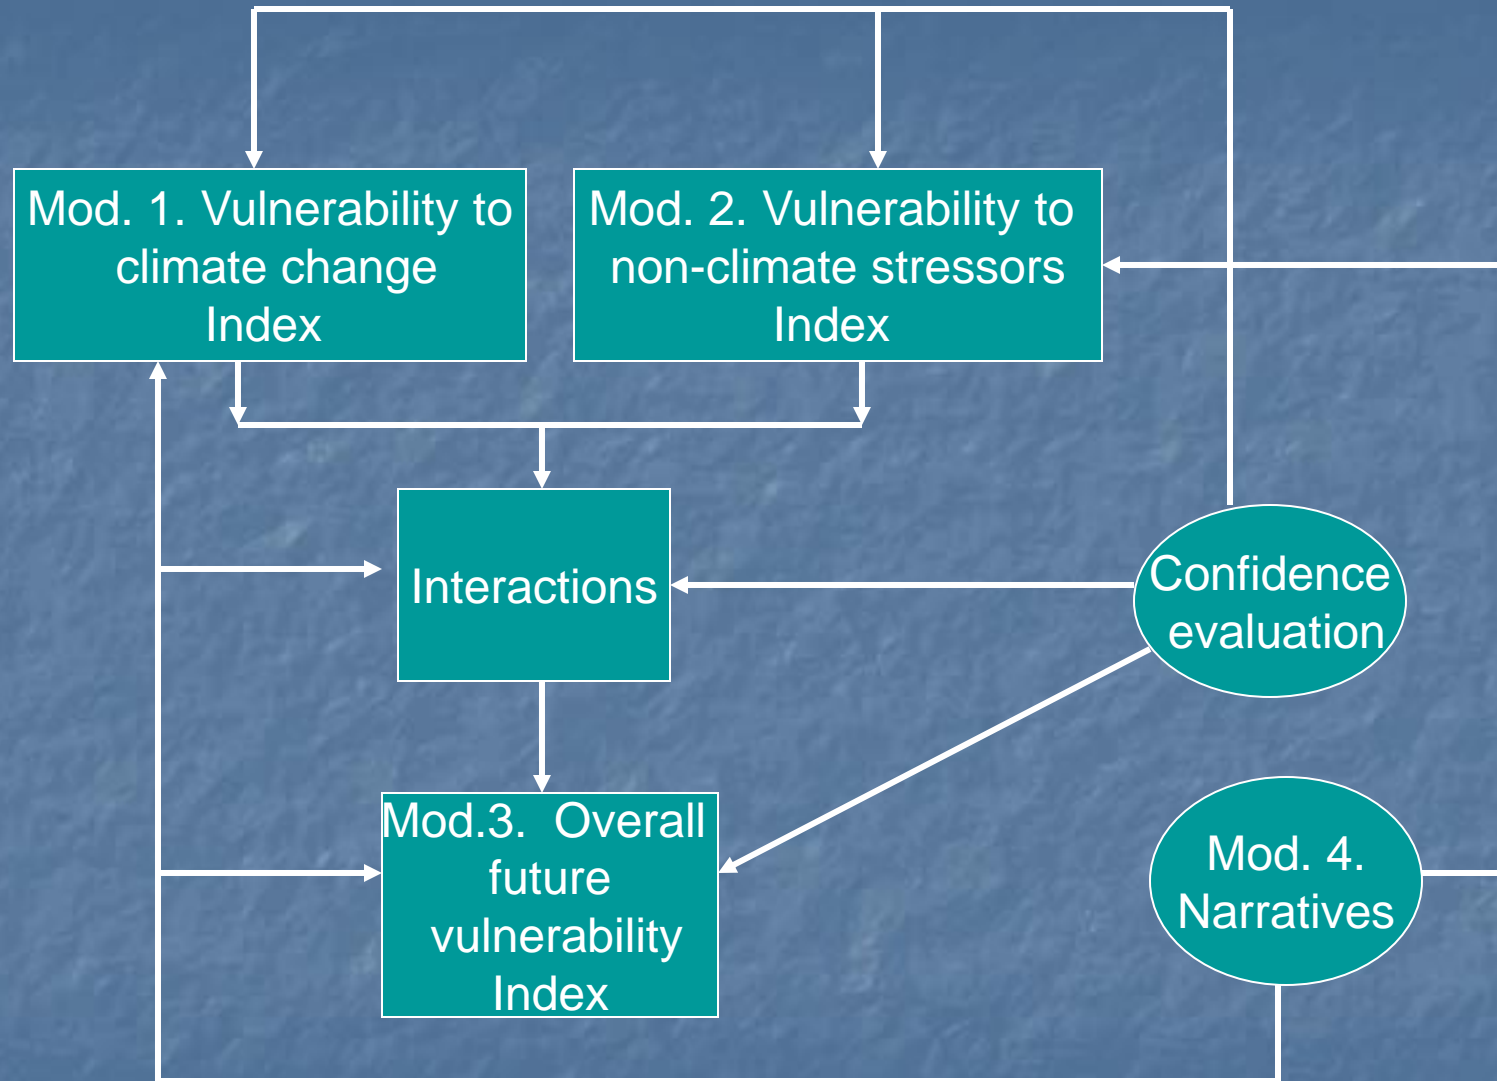 Mod. 1. Vulnerability to
climate change
Index
Mod. 2. Vulnerability to
non-climate stressors
Index
Interactions
Confidence
evaluation
Mod.3. Overall
future
vulnerability
Index
Mod. 4.
Narratives